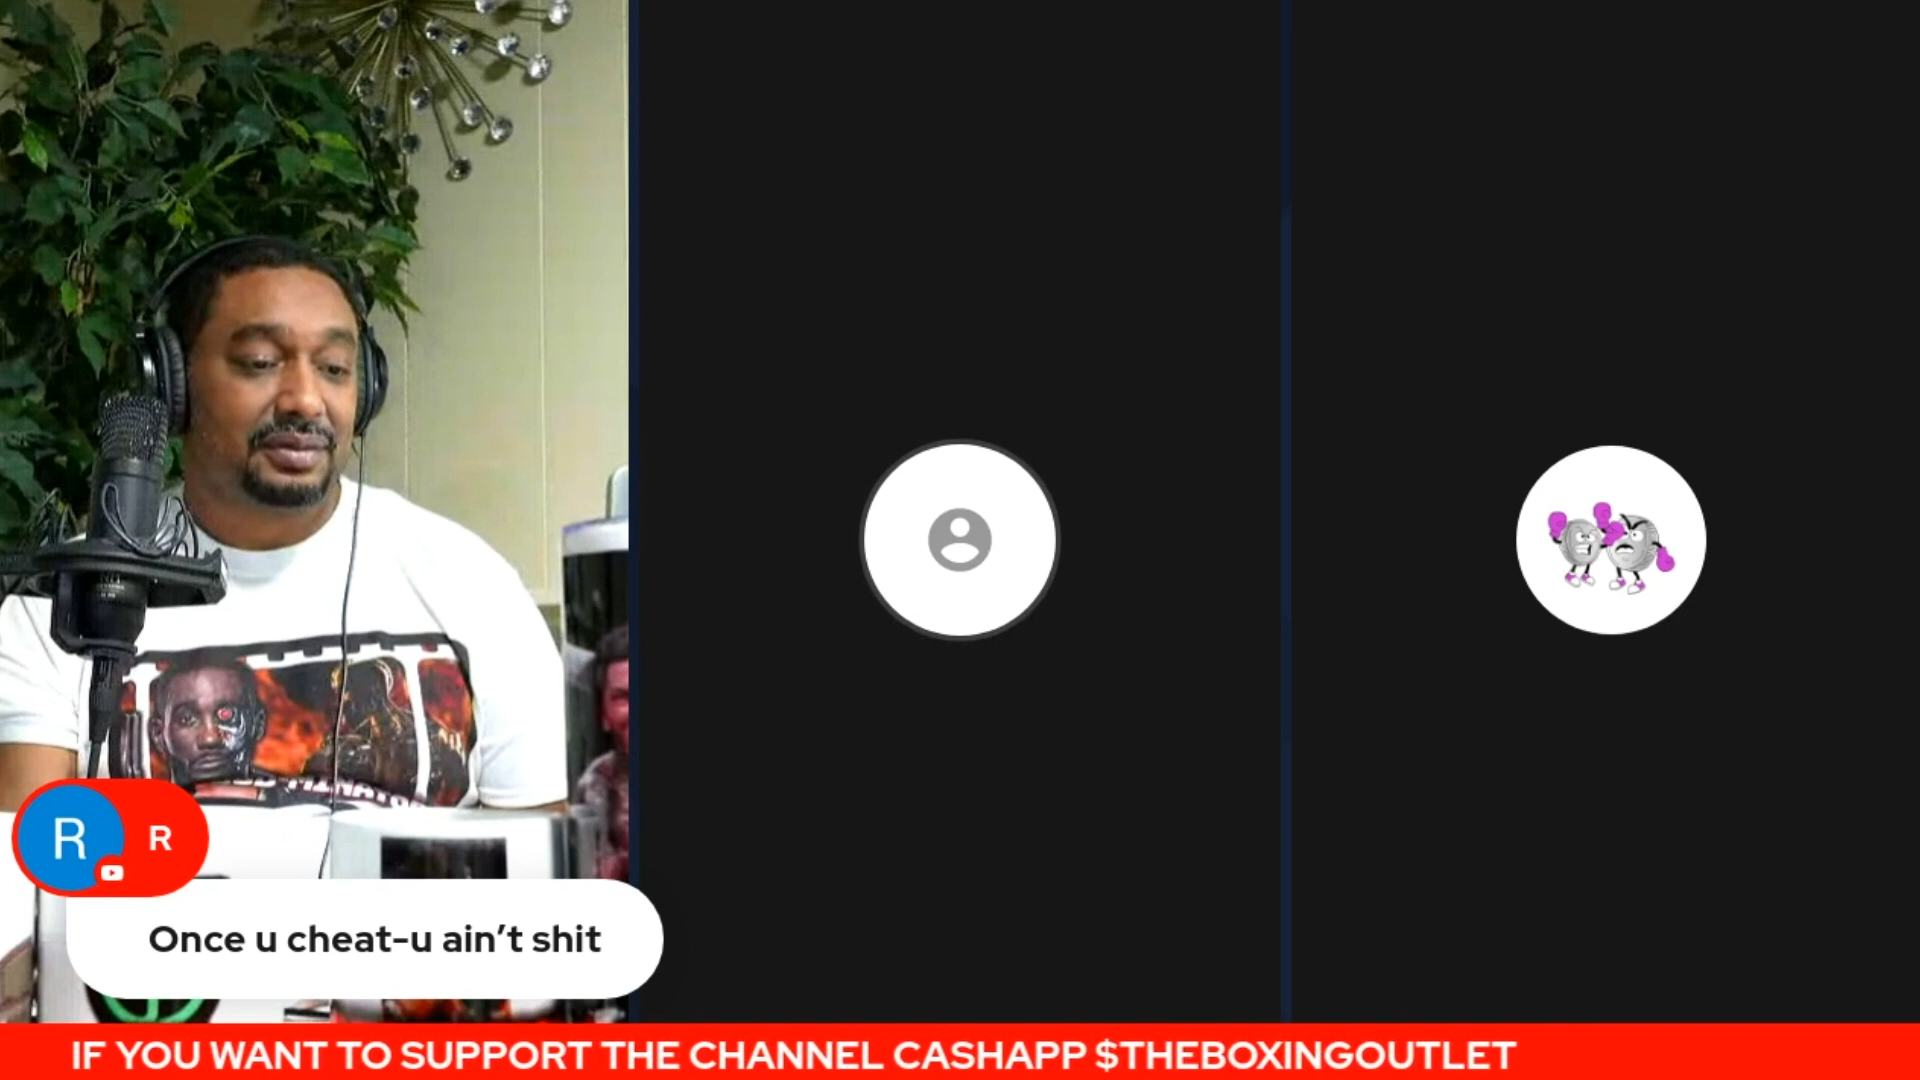 R
R
Once u cheat-u ain't shit
IF YOU WANT TO SUPPORT THE CHANNEL CASHAPP $THEBOXINGOUTLET